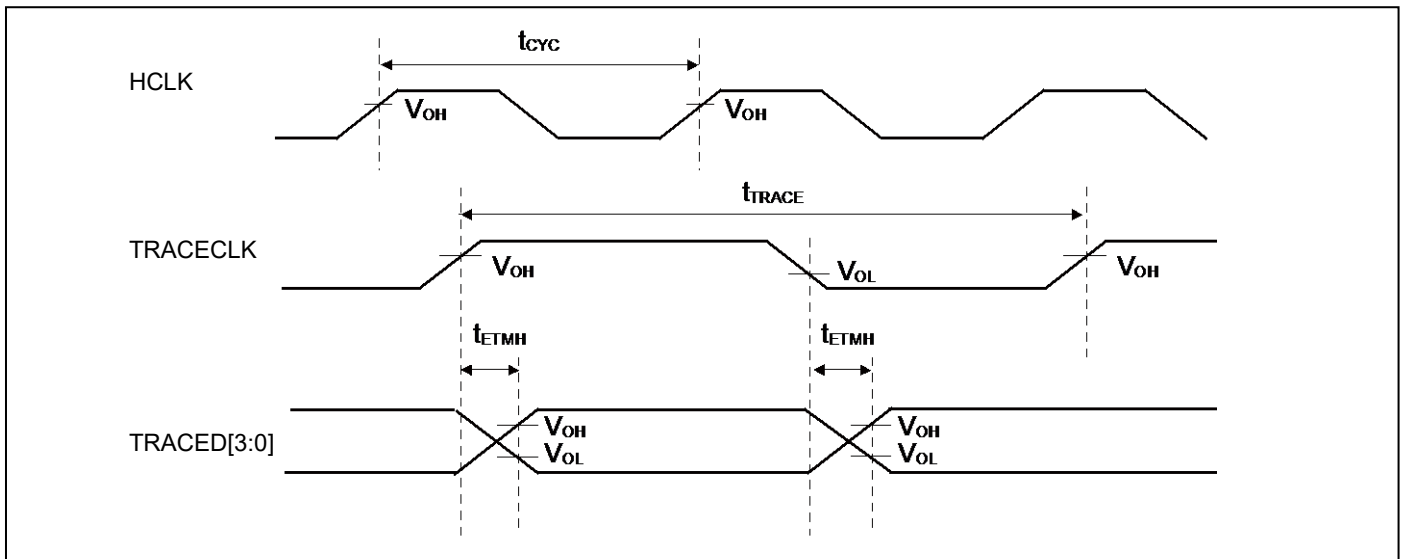 tCYC
HCLK
VOH VOH
tTRACE
TRACECLK
VOH VOL VOH
tETMH tETMH
VOH VOH
TRACED[3:0]
VOL VOL